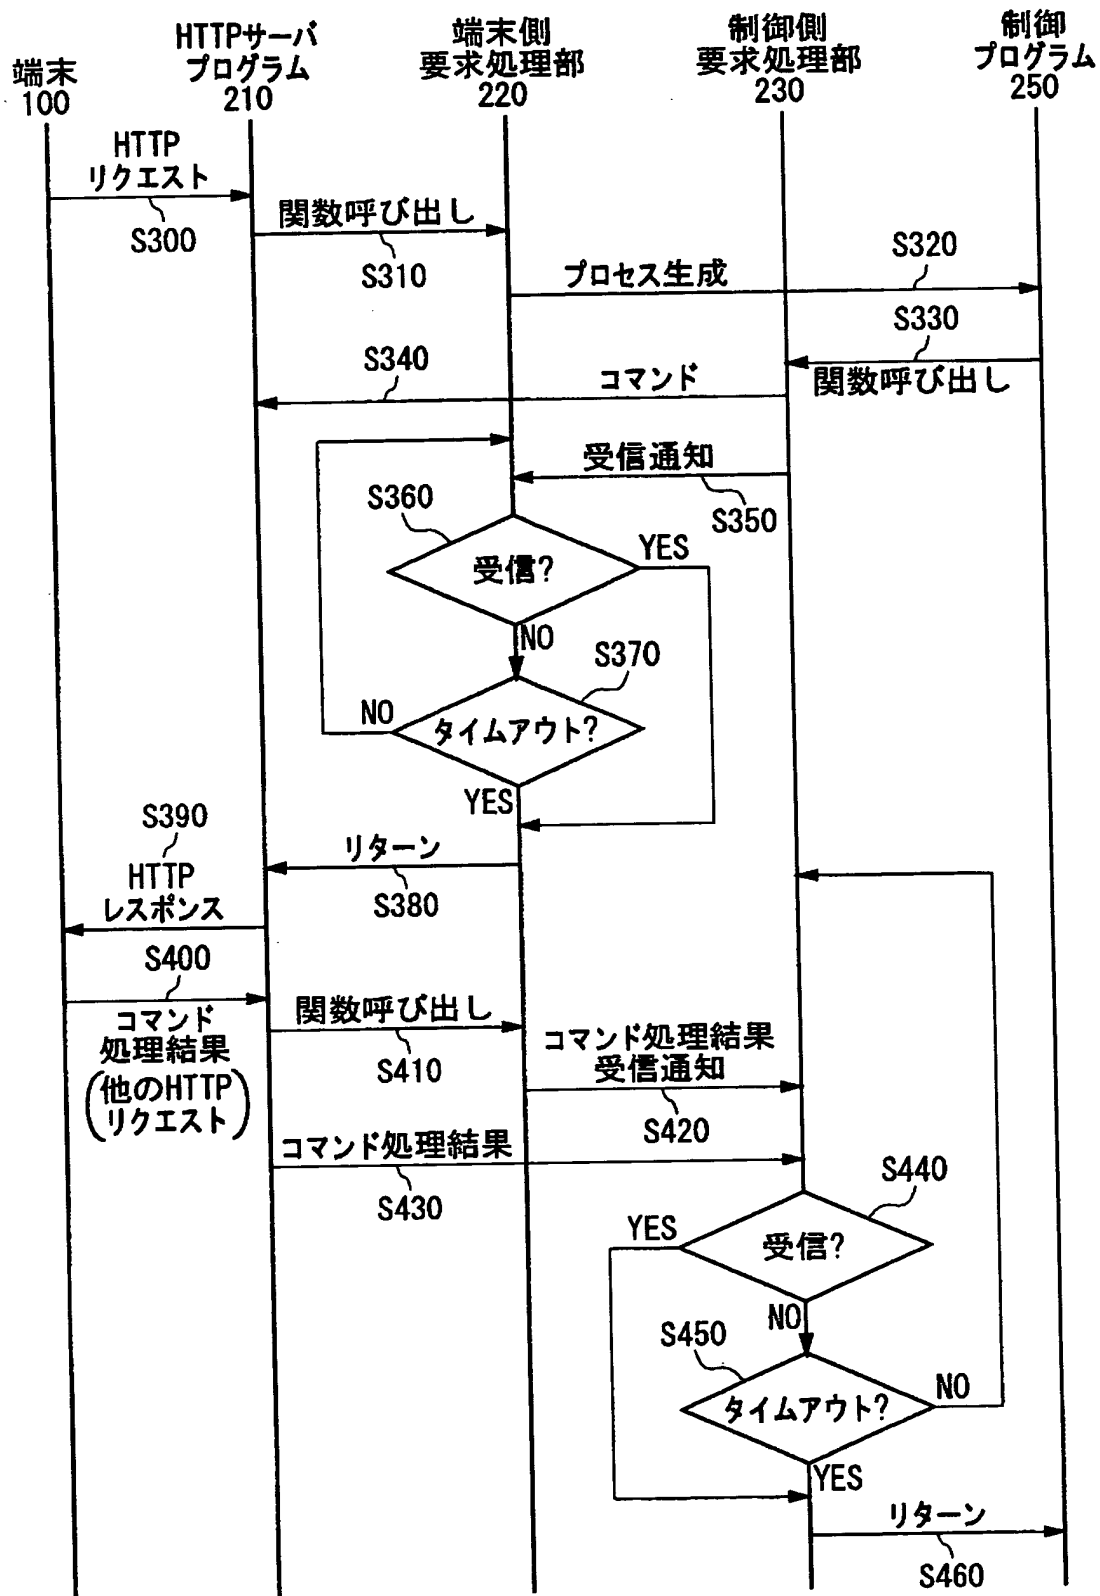 端末
100
HTTPサーバ
プログラム
210
端末側
要求処理部
220
制御側
要求処理部
230
制御
プログラム
250
HTTP
リクエスト
S300
関数呼び出し
S310
プロセス生成
S320
S330
関数呼び出し
S340
コマンド
受信通知
S350
S360
受信?
YES
NO
S370
タイムアウト?
NO
YES
リターン
S380
S390
HTTP
レスポンス
S400
コマンド
処理結果
(他のHTTP
リクエスト)
関数呼び出し
S410
コマンド処理結果
受信通知
S420
コマンド処理結果
S430
S440
受信?
YES
NO
S450
タイムアウト?
NO
YES
リターン
S460